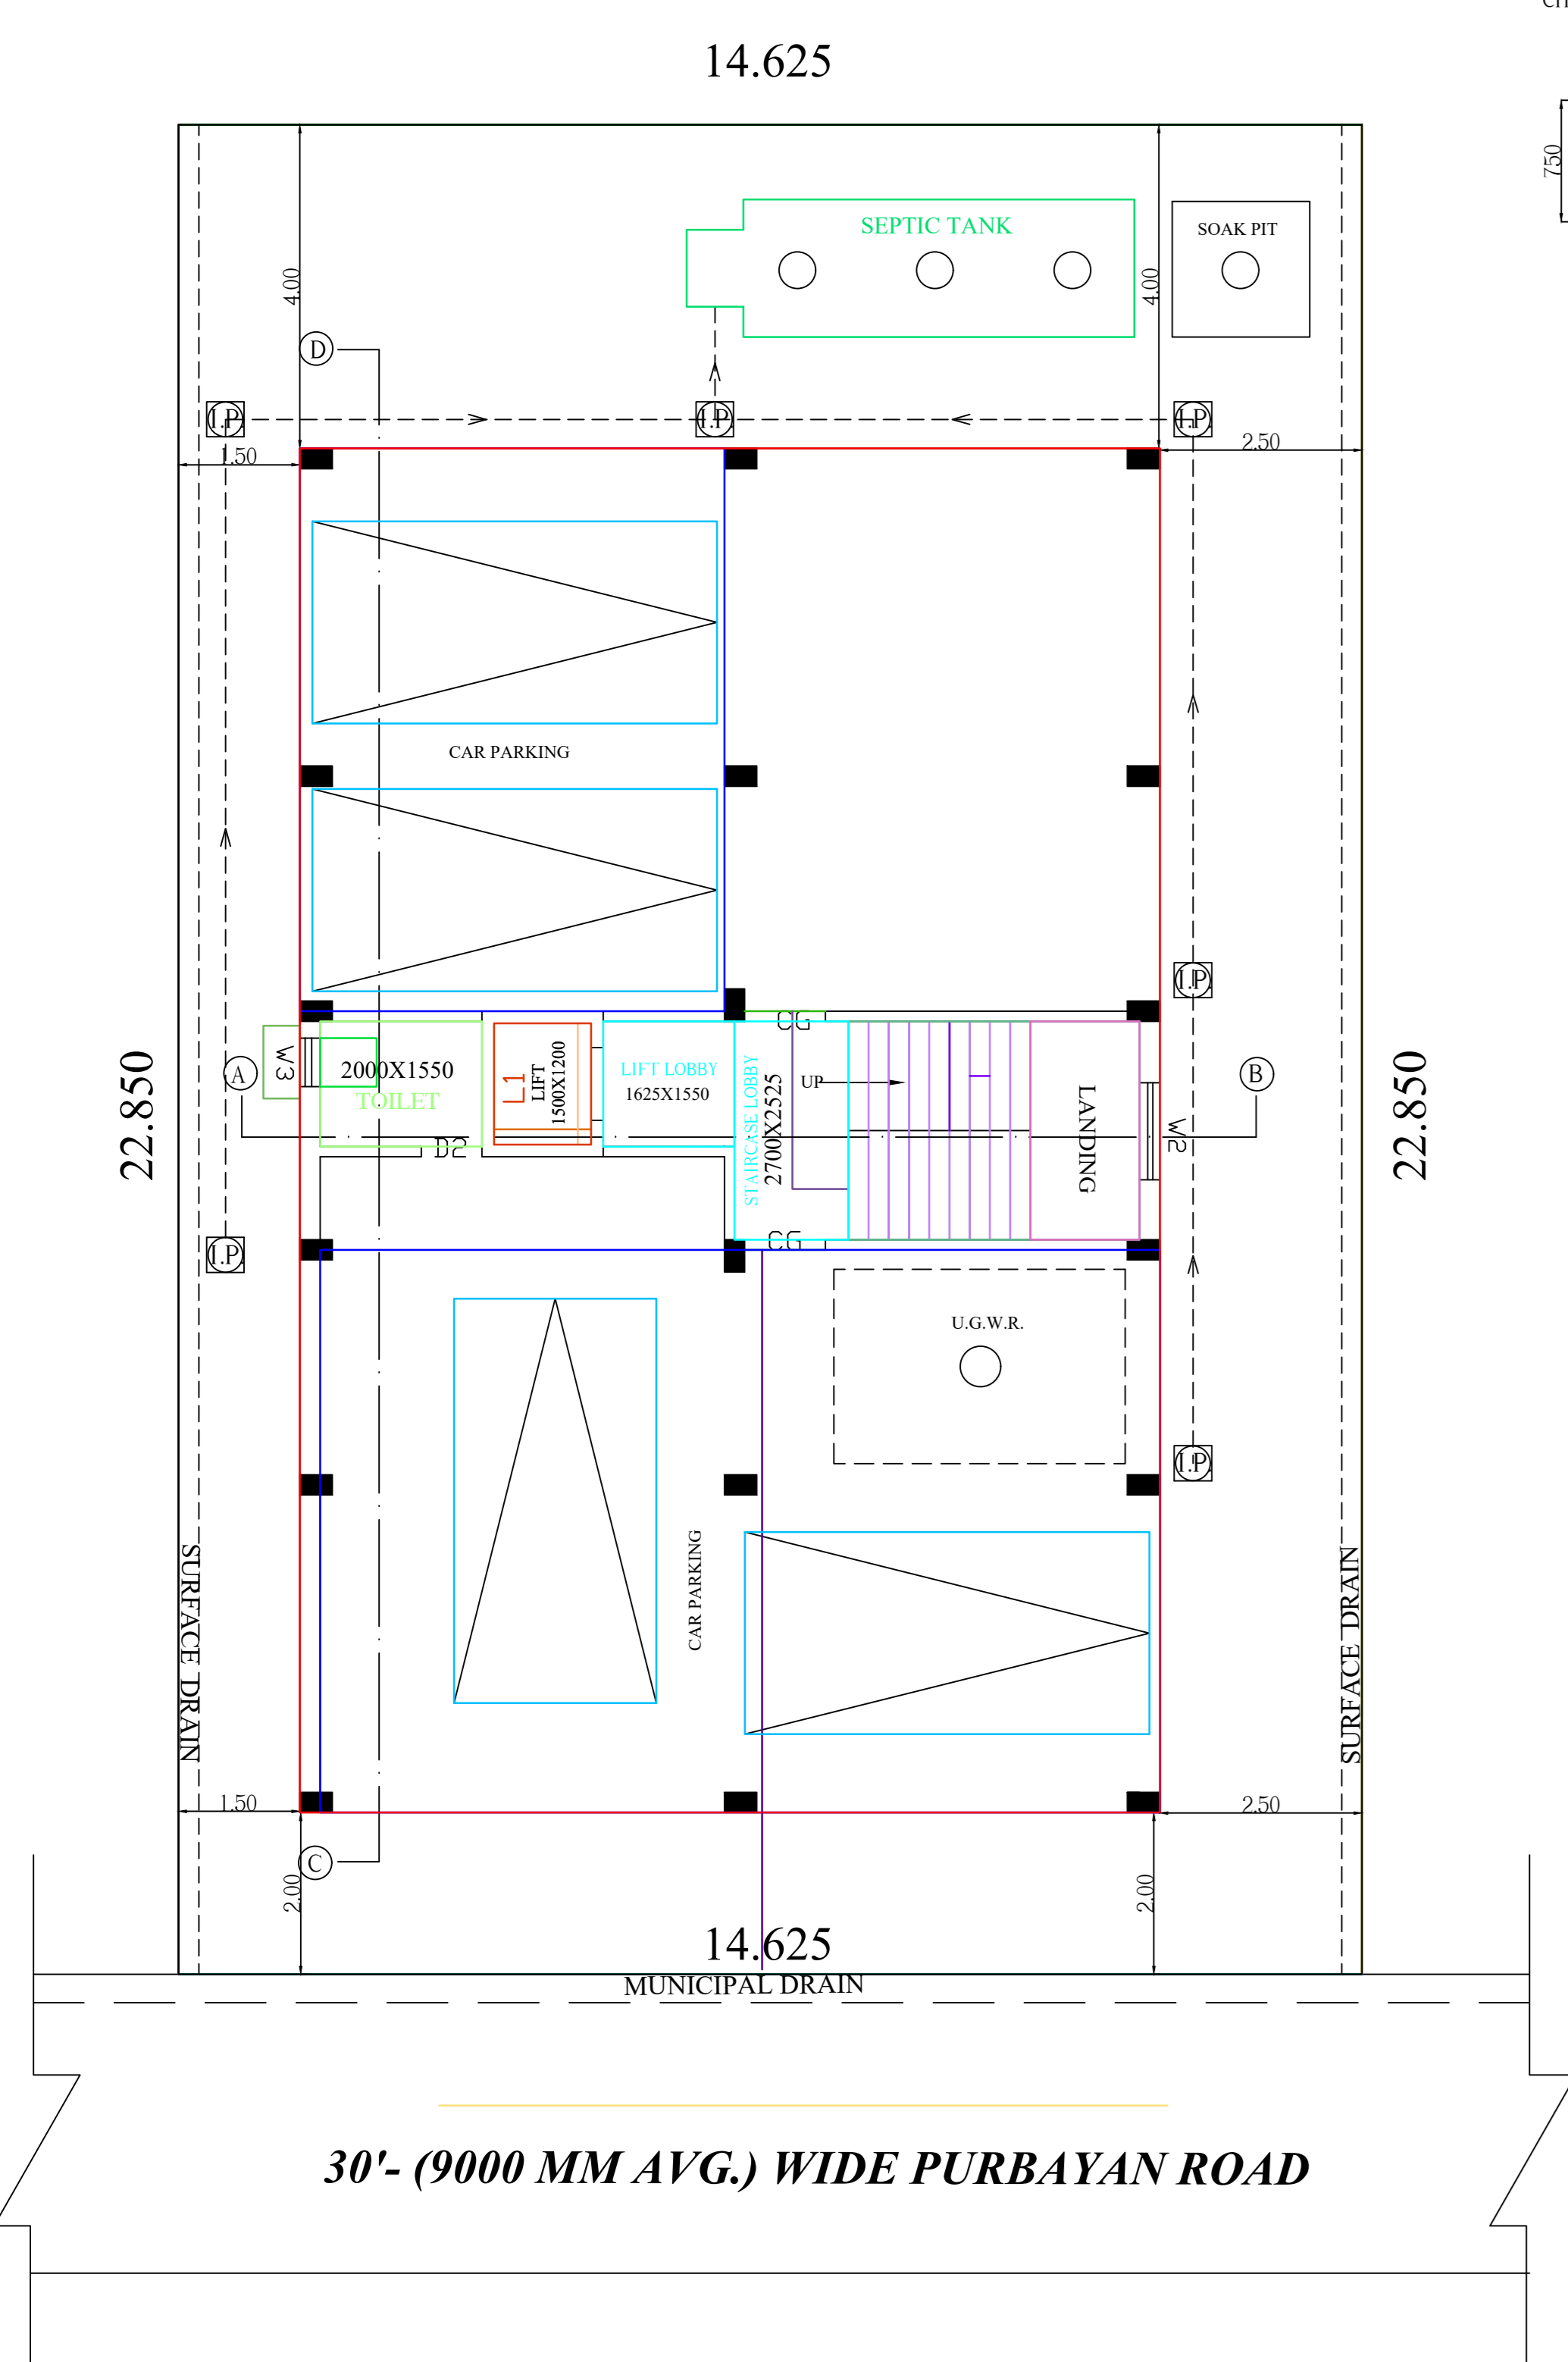 14.625
750
SEPTIC TANK
SOAK PIT
4.00
4.00
D
I.P.
I.P.
I.P.
1.50
2.50
CAR PARKING
I.P.
CG
W3
A
2000X1550
TOILET
L1
LIFT
1500X1200
LIFT LOBBY
1625X1550
STAIRCASE LOBBY
2700X2525
UP
LANDING
B
W2
D2
22.850
22.850
CG
I.P.
U.G.W.R.
I.P.
CAR PARKING
SURFACE DRAIN
SURFACE DRAIN
1.50
2.50
C
2.00
2.00
14.625
MUNICIPAL DRAIN
30'- (9000 MM AVG.) WIDE PURBAYAN ROAD